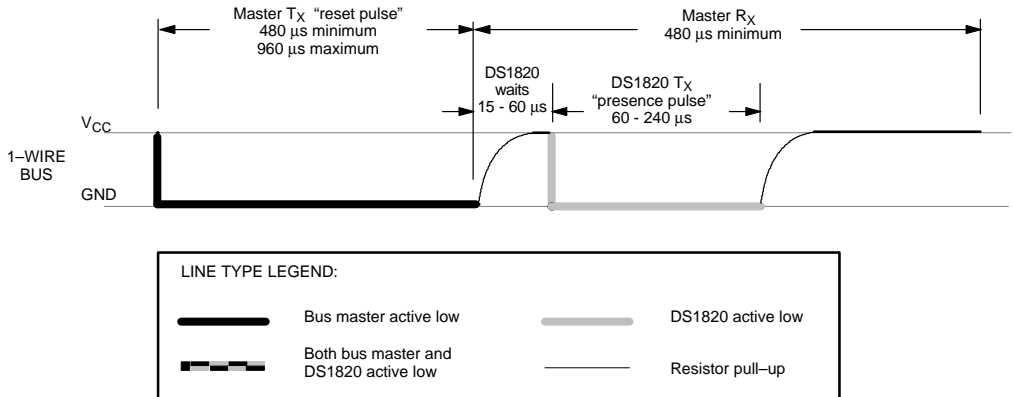 Master TX “reset pulse”
480 μs minimum
960 μs maximum
Master RX
480 μs minimum
DS1820
waits
15 - 60 μs
DS1820 TX
“presence pulse”
60 - 240 μs
VCC
1–WIRE
BUS
GND
LINE TYPE LEGEND:
Bus master active low
DS1820 active low
Both bus master and
DS1820 active low
Resistor pull–up